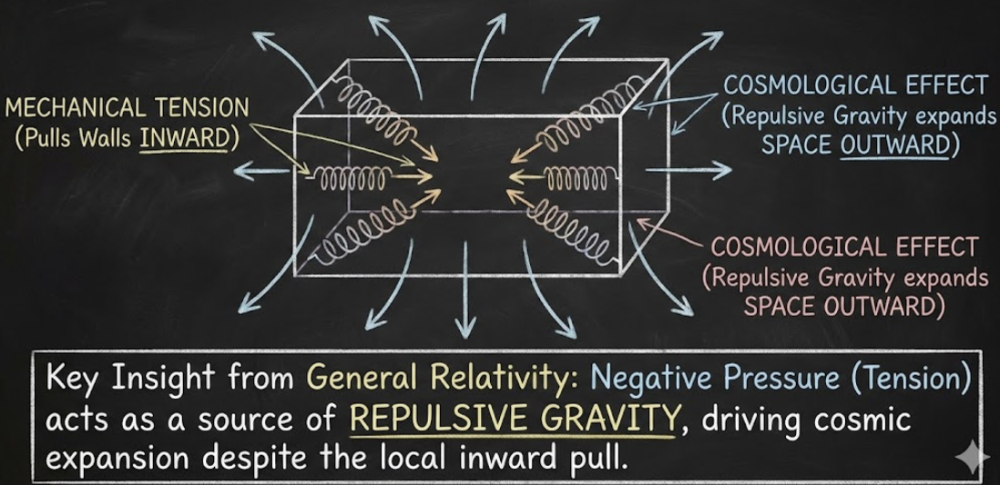 MECHANICAL TENSION
(Pulls Walls INWARD)
COSMOLOGICAL EFFECT
(Repulsive Gravity expands
SPACE OUTWARD)
COSMOLOGICAL EFFECT
(Repulsive Gravity expands
SPACE OUTWARD)
Key Insight from General Relativity: Negative Pressure (Tension)
acts as a source of REPULSIVE GRAVITY, driving cosmic
expansion despite the local inward pull.